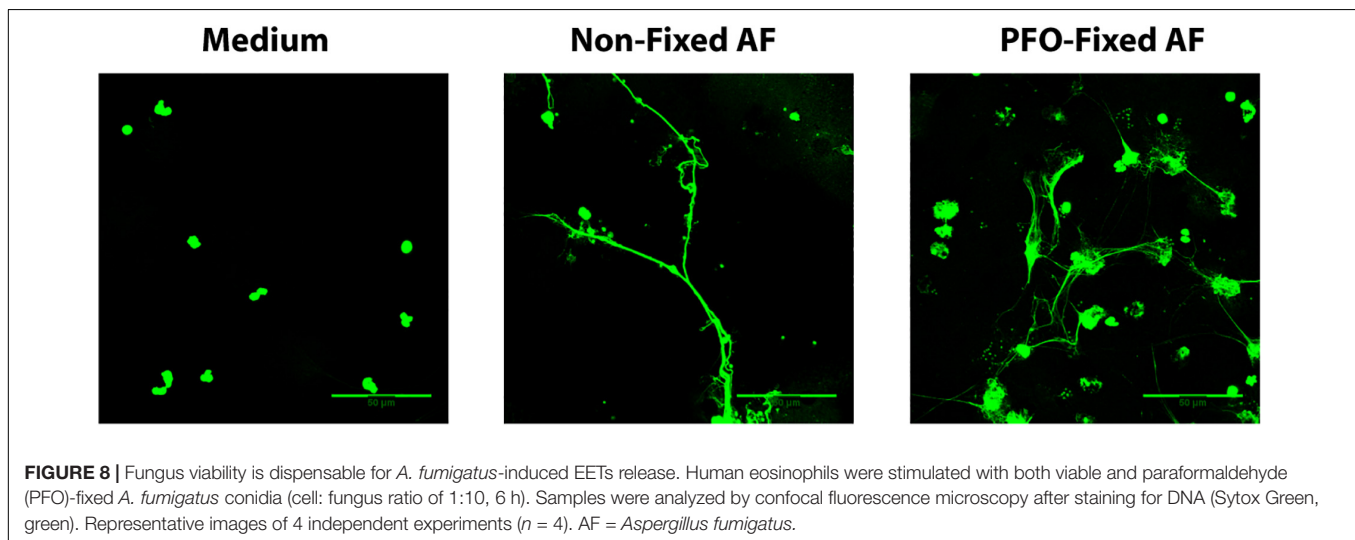 Medium Non-Fixed AF PFO-Fixed AF
50 µm 50 µm 50 µm
FIGURE 8 | Fungus viability is dispensable for A. fumigatus-induced EETs release. Human eosinophils were stimulated with both viable and paraformaldehyde
(PFO)-fixed A. fumigatus conidia (cell: fungus ratio of 1:10, 6 h). Samples were analyzed by confocal fluorescence microscopy after staining for DNA (Sytox Green,
green). Representative images of 4 independent experiments (n = 4). AF = Aspergillus fumigatus.